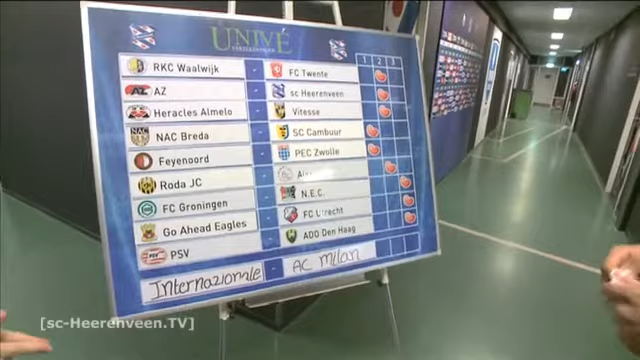 UNIVÉ
VERZEKERINGEN
1 2 3
RKC Waalwijk - FC Twente
AZ - sc Heerenveen
Heracles Almelo - Vitesse
NAC Breda - SC Cambuur
Feyenoord - PEC Zwolle
Roda JC - Ajax
FC Groningen - N.E.C.
Go Ahead Eagles - FC Utrecht
PSV - ADO Den Haag
Internazionale - AC Milan
[sc-Heerenveen.TV]